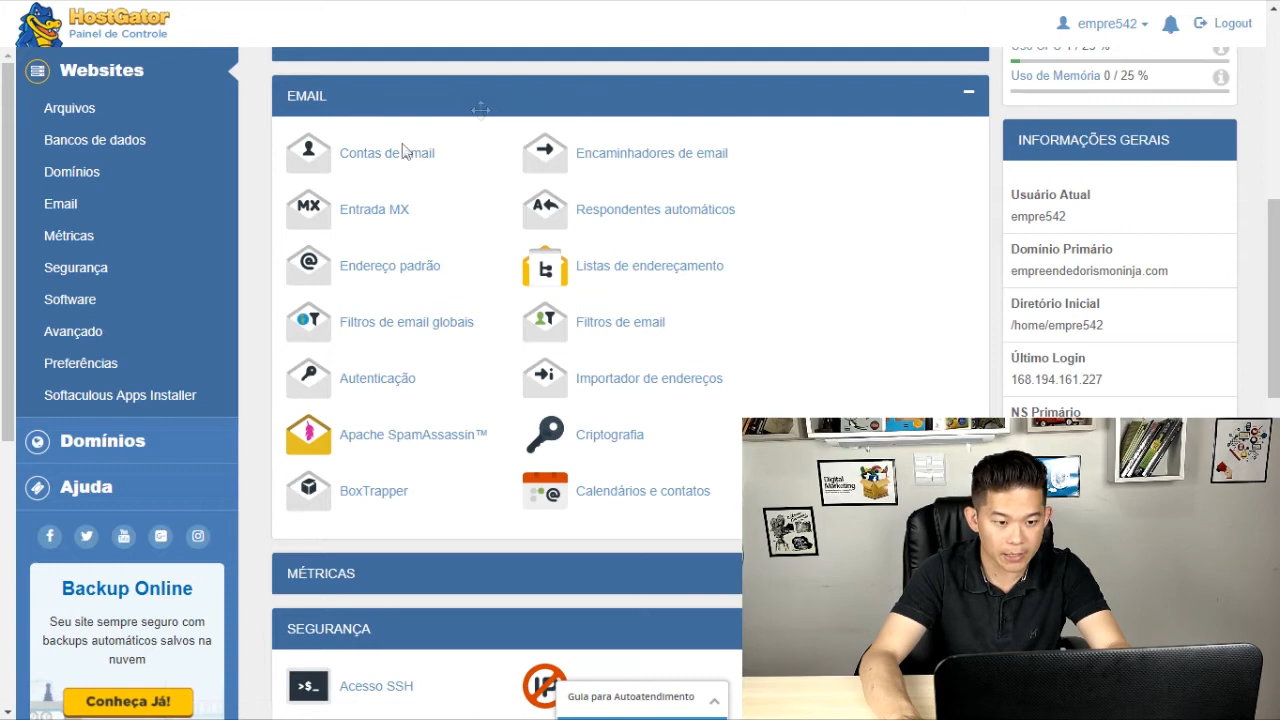 HostGator
Painel de Controle
empre542
Logout
Websites
Arquivos
Bancos de dados
Domínios
Email
Métricas
Segurança
Software
Avançado
Preferências
Softaculous Apps Installer
Domínios
Ajuda
Backup Online
Seu site sempre seguro com
backups automáticos salvos na
nuvem
Conheça Já!
EMAIL
Contas de email
Encaminhadores de email
MX
Entrada MX
Respondentes automáticos
Endereço padrão
Listas de endereçamento
Filtros de email globais
Filtros de email
Autenticação
Importador de endereços
Apache SpamAssassin™
Criptografia
BoxTrapper
Calendários e contatos
MÉTRICAS
SEGURANÇA
>$_
Acesso SSH
IP
Guia para Autoatendimento
Uso de Memória 0 / 25 %
INFORMAÇÕES GERAIS
Usuário Atual
empre542
Domínio Primário
empreendedorismoninja.com
Diretório Inicial
/home/empre542
Último Login
168.194.161.227
NS Primário
Digital
Marketing